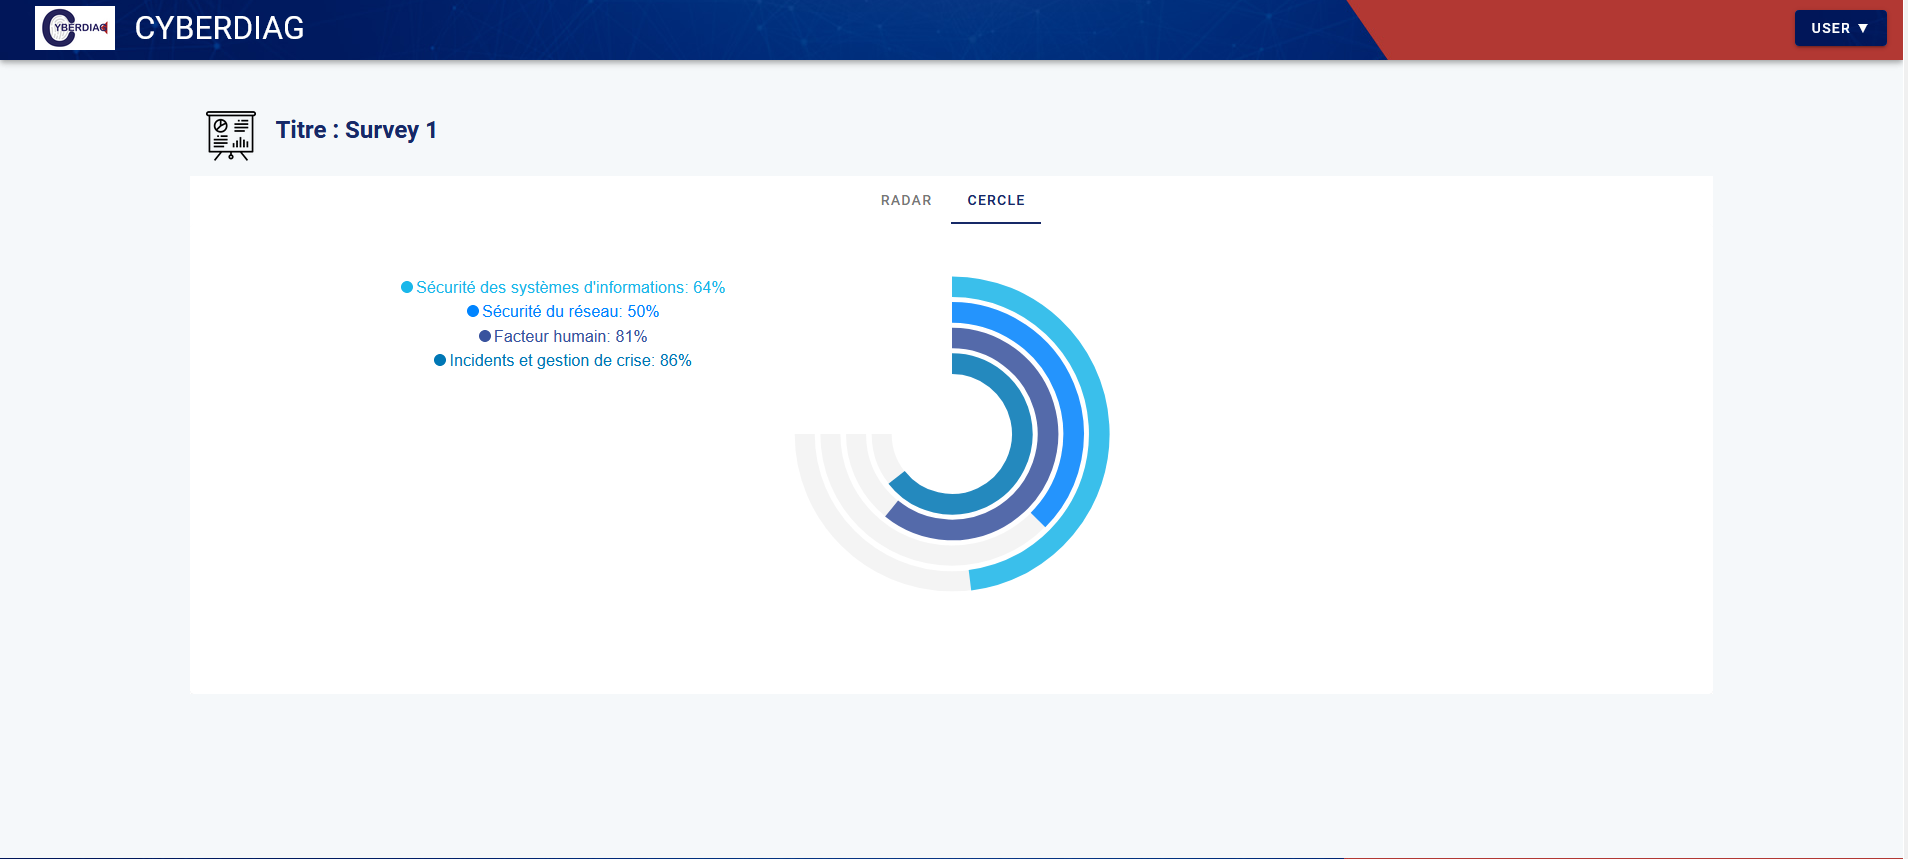 YBERDIAG
CYBERDIAG
USER ▼
Titre : Survey 1
RADAR
CERCLE
Sécurité des systèmes d'informations: 64%
Sécurité du réseau: 50%
Facteur humain: 81%
Incidents et gestion de crise: 86%